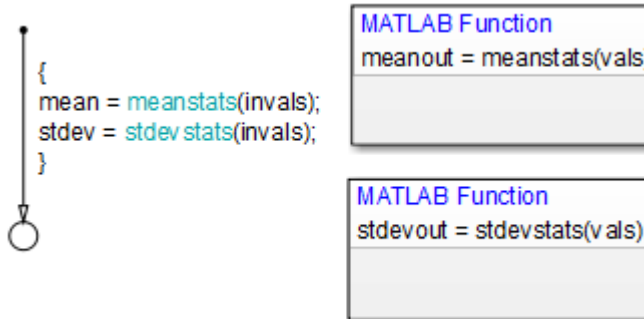 {
mean = meanstats(invals);
stdev = stdevstats(invals);
}
MATLAB Function
meanout = meanstats(vals
MATLAB Function
stdevout = stdevstats(vals)